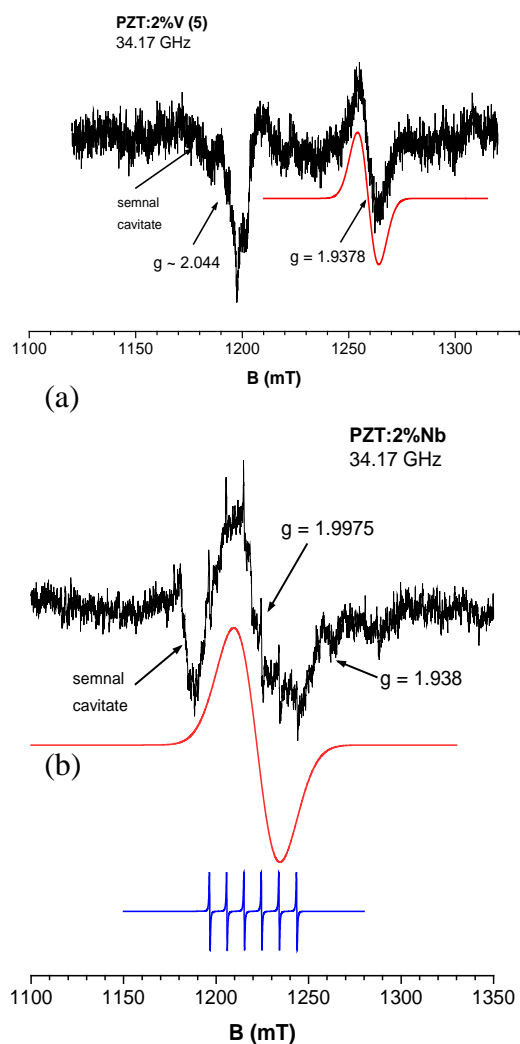 PZT:2%V (5)
34.17 GHz
semnal
cavitate
g ~ 2.044
g = 1.9378
1100 1150 1200 1250 1300
B (mT)
(a)
PZT:2%Nb
34.17 GHz
g = 1.9975
semnal
cavitate
g = 1.938
(b)
1100 1150 1200 1250 1300 1350
B (mT)